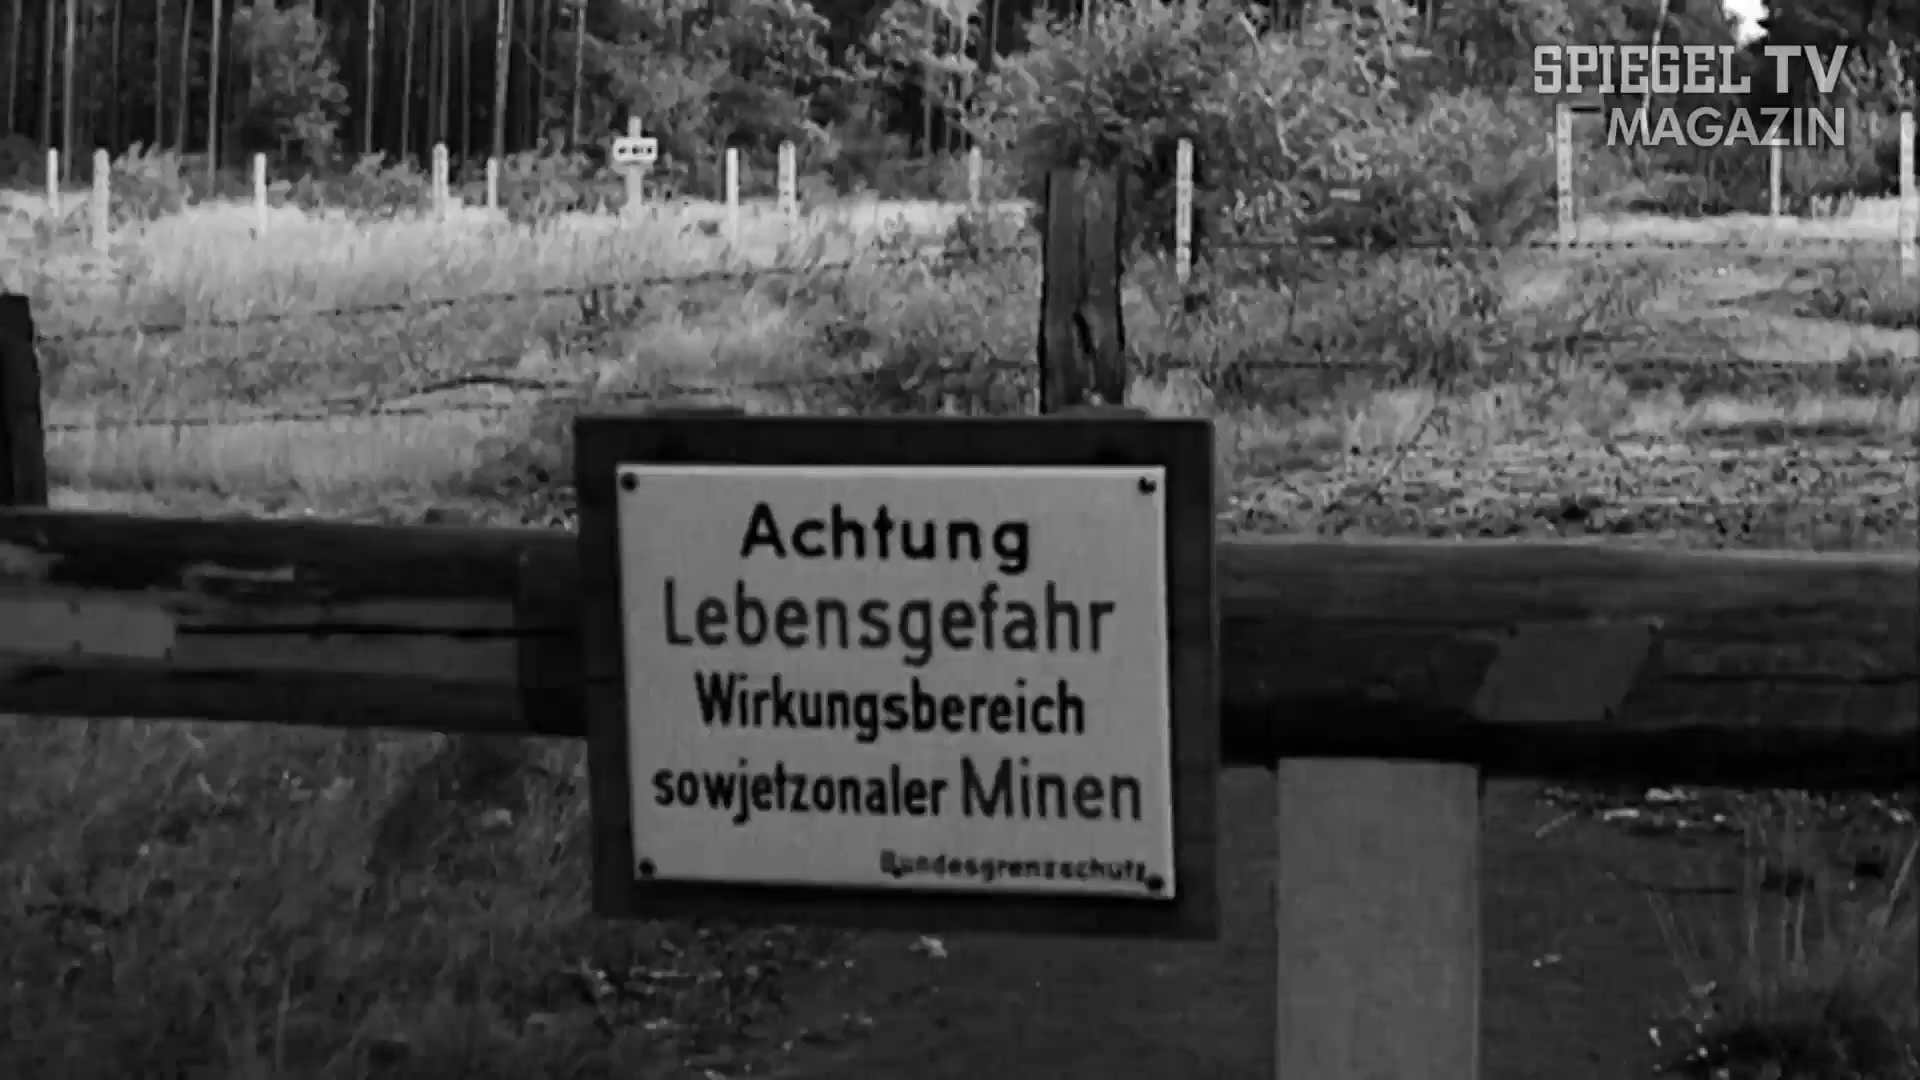 SPIEGEL TV
MAGAZIN
Achtung
Lebensgefahr
Wirkungsbereich
sowjetzonaler Minen
Bundesgrenzschutz